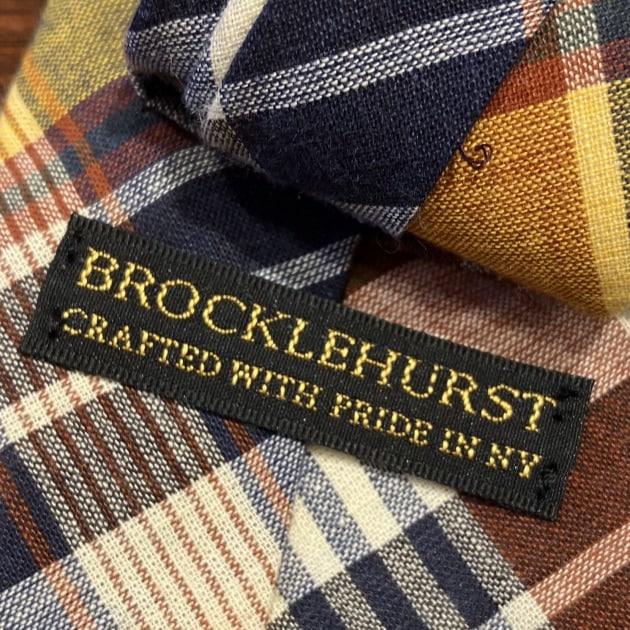 BROCKLEHURST
CRAFTED WITH PRIDE IN NY